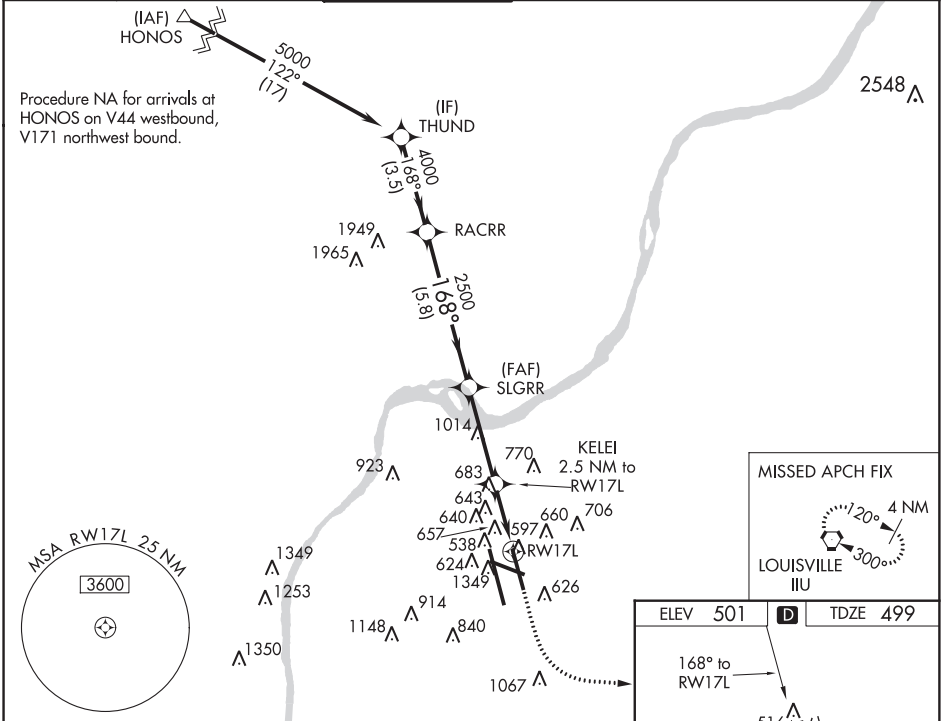 (IAF)
HONOS
5000
122°
(17)
Procedure NA for arrivals at
HONOS on V44 westbound,
V171 northwest bound.
(IF)
THUND
2548
4000
168°
(3.5)
1949
1965
RACRR
2500
168°
(5.8)
(FAF)
SLGRR
1014
KELEI
2.5 NM to
RW17L
770
923
683
643
640
657
660
706
597
RW17L
538
624
1349
626
MISSED APCH FIX
120°
4 NM
300°
LOUISVILLE
IIU
MSA RW17L 25 NM
3600
1349
1253
914
1148
840
1350
1067
ELEV 501 D TDZE 499
168° to
RW17L